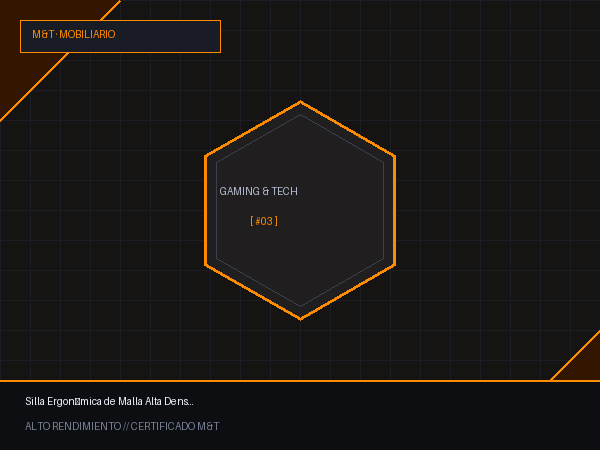 M&T · MOBILIARIO
GAMING & TECH
[ #03 ]
Silla Ergon▯mica de Malla Alta Dens...
ALTO RENDIMIENTO // CERTIFICADO M&T